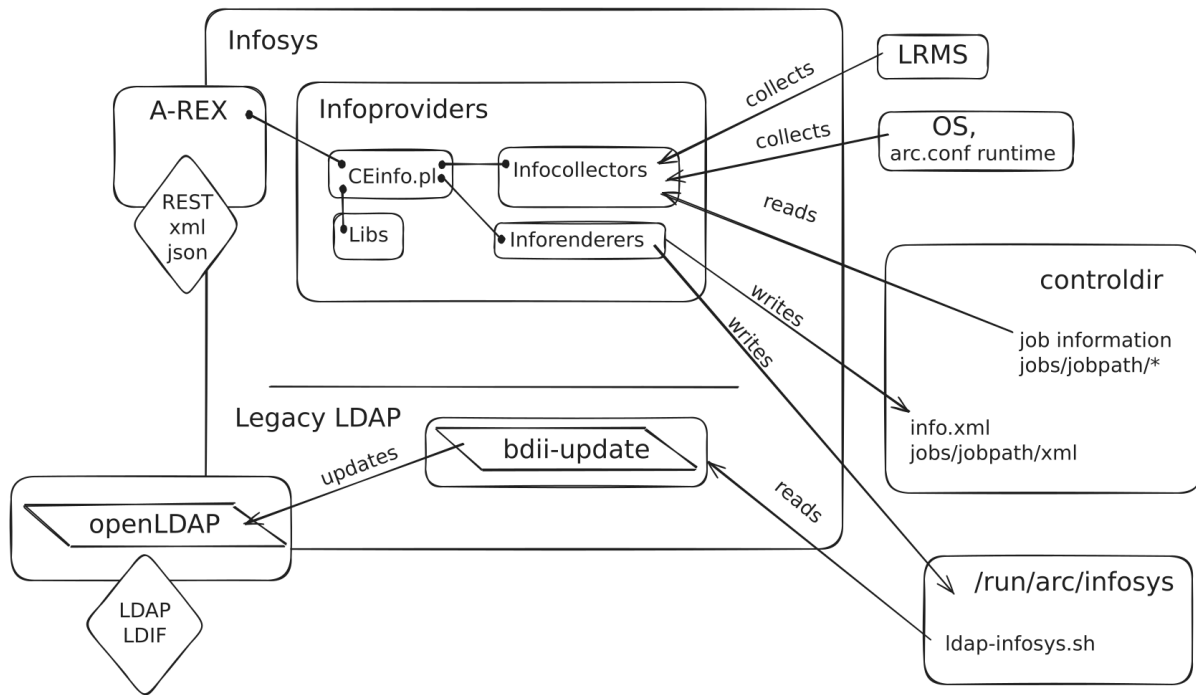 Infosys
LRMS
collects
A-REX
Infoproviders
OS,
arc.conf runtime
collects
CEinfo.pl
Infocollectors
REST
xml
json
Libs
Inforenderers
reads
controldir
writes
writes
job information
jobs/jobpath/*
Legacy LDAP
info.xml
jobs/jobpath/xml
bdii-update
updates
reads
openLDAP
/run/arc/infosys
LDAP
LDIF
ldap-infosys.sh